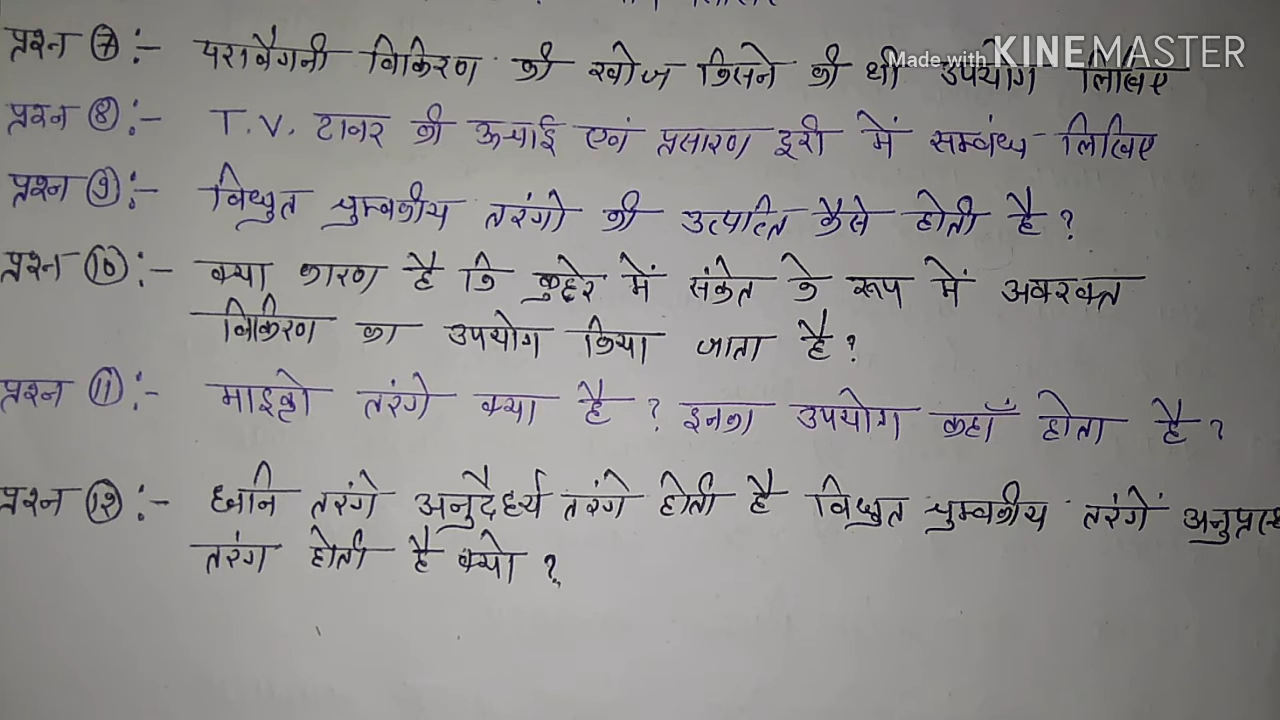 प्रश्न ⑦:- पराबैगनी विकिरण की खोज किसने की थी उपयोग लिखिए
Made with KINEMASTER
प्रश्न ⑧:- T.V. टावर की ऊचाई एवं प्रसारण दूरी में सम्बंध लिखिए
प्रश्न ⑨:- विधुत चुम्बकीय तरंगो की उत्पत्ति कैसे होती है?
प्रश्न ⑩:- क्या कारण है कि कुहरे में संकेत के रूप में अवरक्त
विकिरण का उपयोग किया जाता है?
प्रश्न ⑪:- माइक्रो तरंगे क्या है? इनका उपयोग कहाँ होता है?
प्रश्न ⑫:- ध्वनि तरंगे अनुदैर्ध्य तरंगे होती है विधुत चुम्बकीय तरंगें
तरंग होती है क्यो?